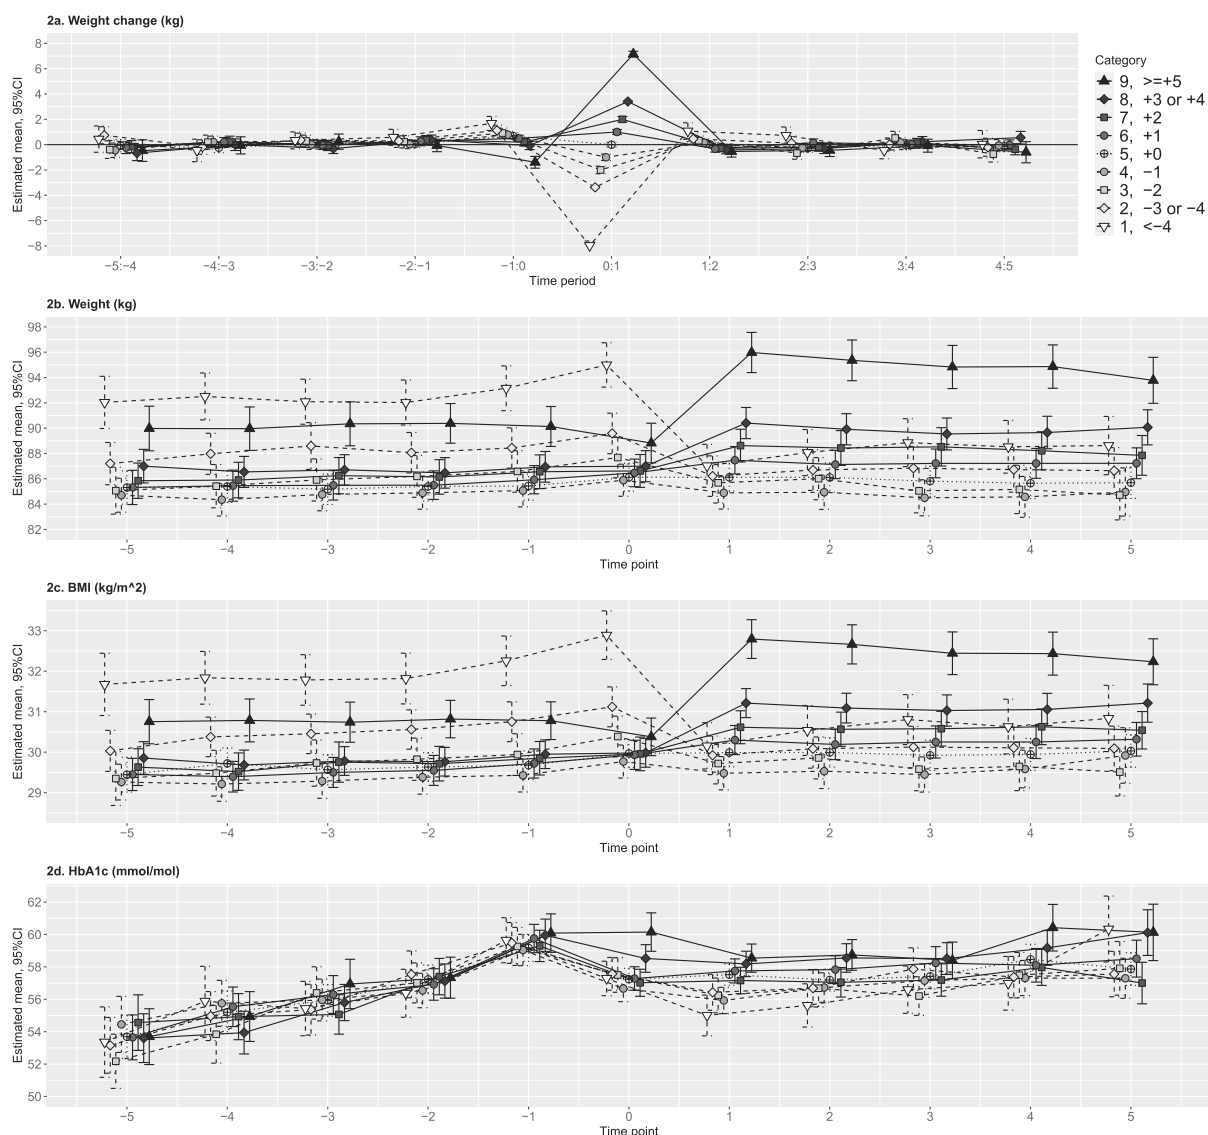 2a. Weight change (kg)
Estimated mean, 95%CI
8
6
4
2
0
−2
−4
−6
−8
−5:−4 −4:−3 −3:−2 −2:−1 −1:0 0:1 1:2 2:3 3:4 4:5
Time period
Category
9, >=+5
8, +3 or +4
7, +2
6, +1
5, +0
4, −1
3, −2
2, −3 or −4
1, <−4
2b. Weight (kg)
Estimated mean, 95%CI
98
96
94
92
90
88
86
84
82
−5 −4 −3 −2 −1 0 1 2 3 4 5
Time point
2c. BMI (kg/m^2)
Estimated mean, 95%CI
33
32
31
30
29
−5 −4 −3 −2 −1 0 1 2 3 4 5
Time point
2d. HbA1c (mmol/mol)
Estimated mean, 95%CI
62
60
58
56
54
52
50
−5 −4 −3 −2 −1 0 1 2 3 4 5
Time point